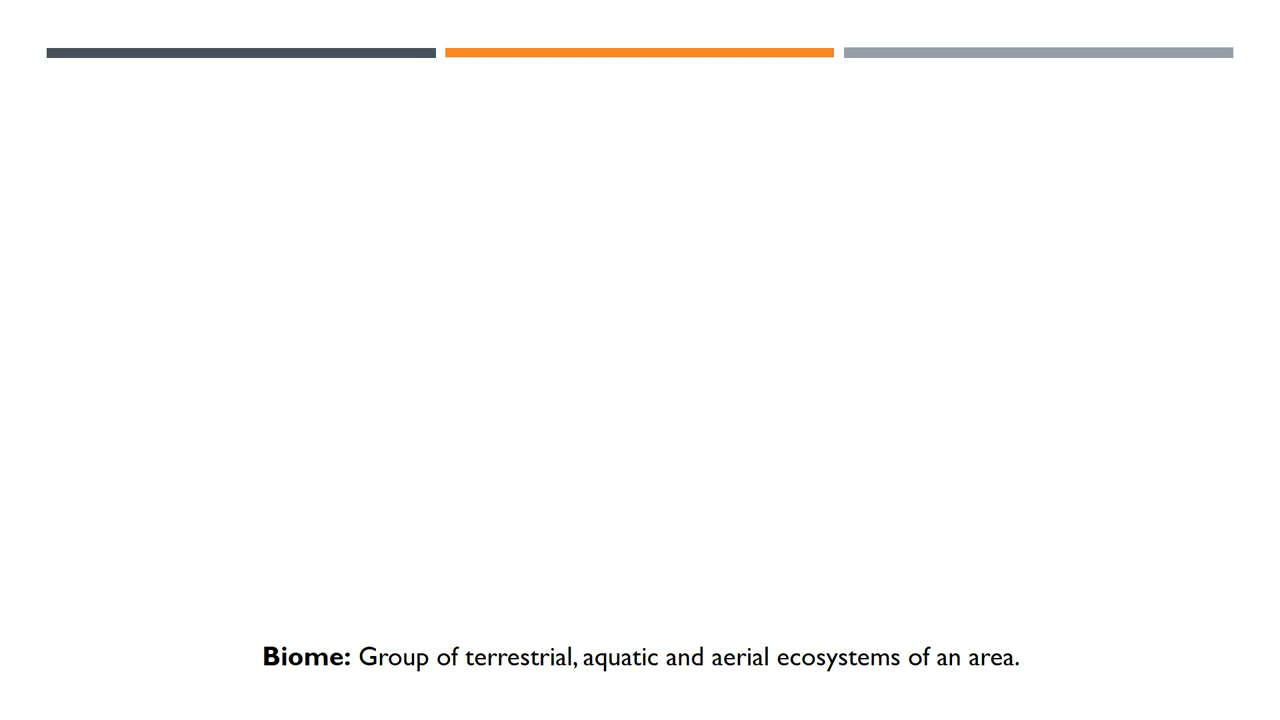 Biome: Group of terrestrial, aquatic and aerial ecosystems of an area.